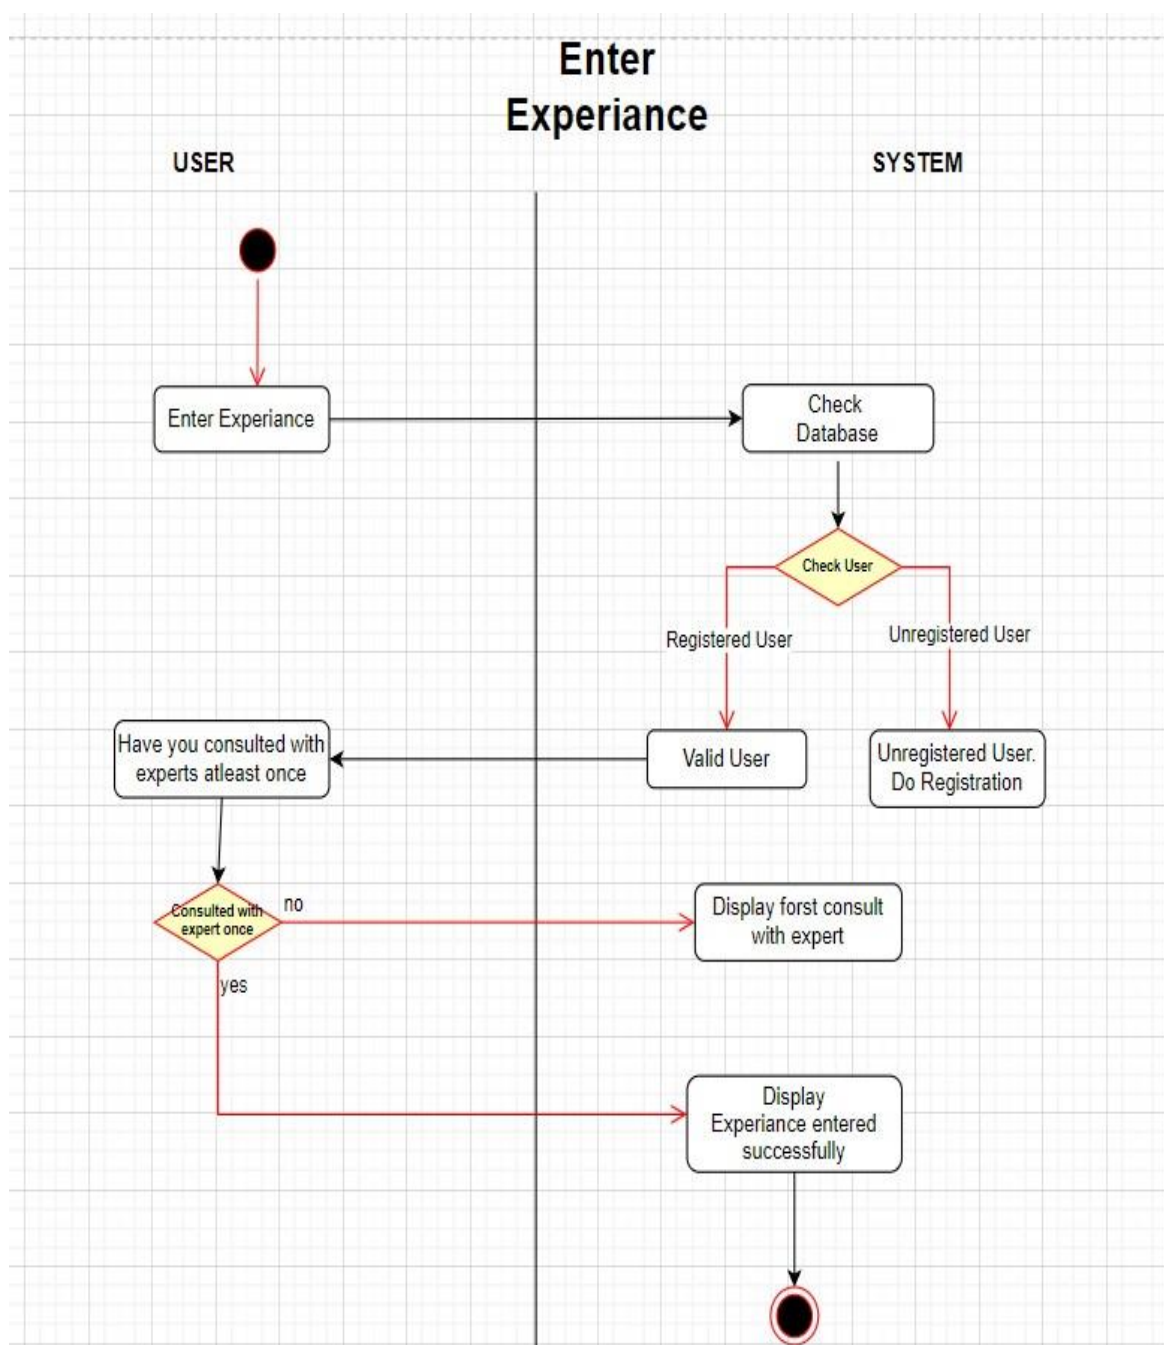 Enter
Experiance
USER
SYSTEM
Enter Experiance
Check
Database
Check User
Registered User
Unregistered User
Have you consulted with
experts atleast once
Valid User
Unregistered User.
Do Registration
Consulted with
expert once
no
Display forst consult
with expert
yes
Display
Experiance entered
successfully